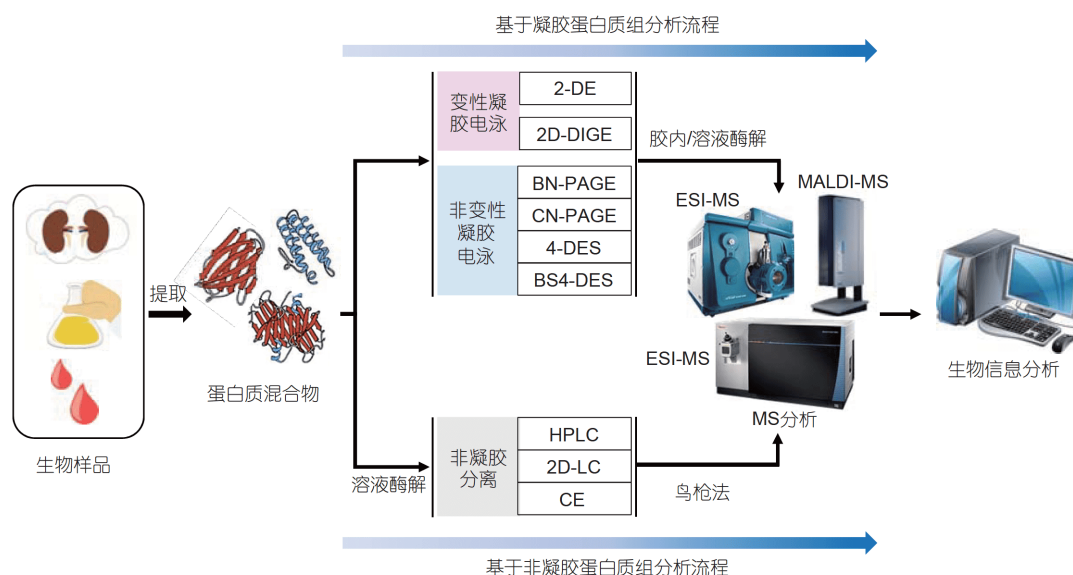 基于凝胶蛋白质组分析流程
变性凝
胶电泳
2-DE
2D-DIGE
非变性
凝胶
电泳
BN-PAGE
CN-PAGE
4-DES
BS4-DES
胶内/溶液酶解
ESI-MS
MALDI-MS
提取
蛋白质混合物
生物样品
ESI-MS
MS分析
生物信息分析
溶液酶解
非凝胶
分离
HPLC
2D-LC
CE
鸟枪法
基于非凝胶蛋白质组分析流程